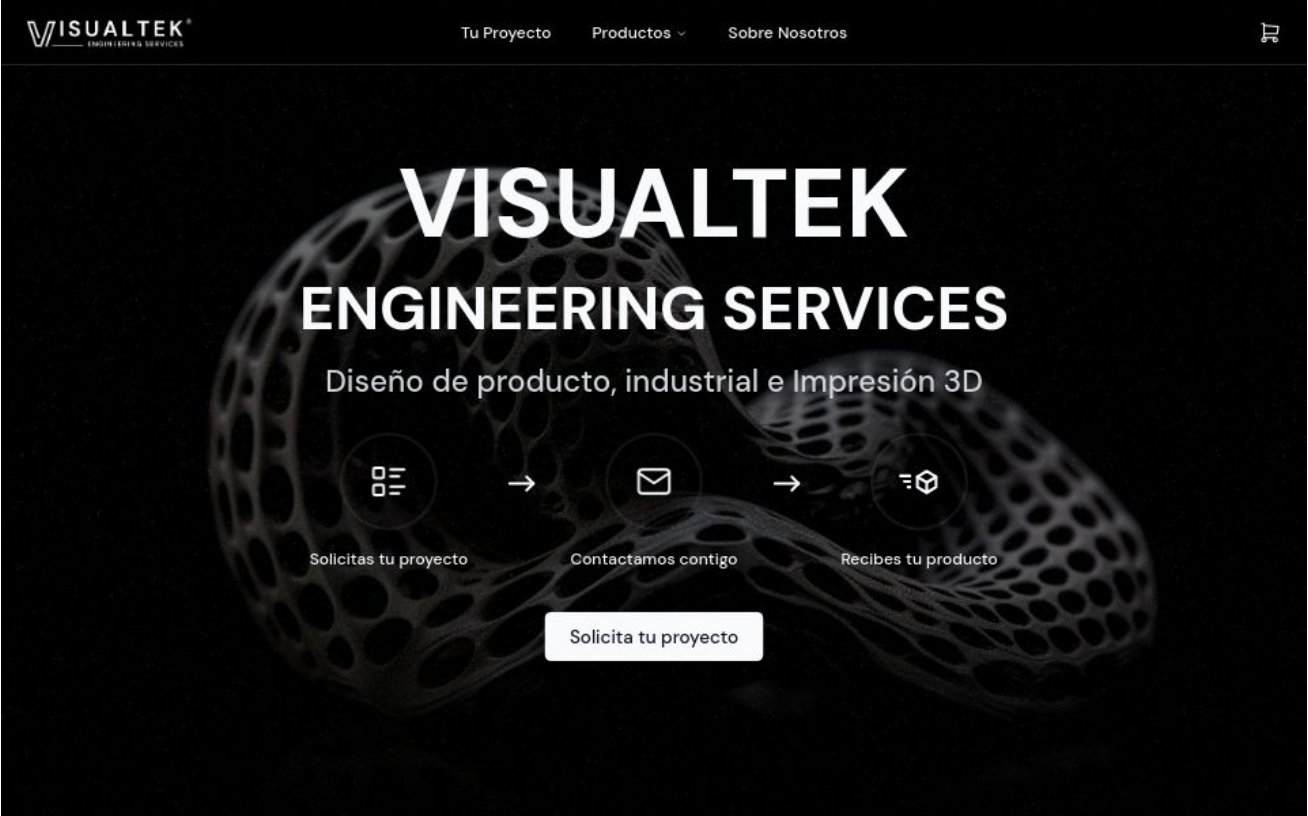 VISUALTEK®
ENGINEERING SERVICES
Tu Proyecto Productos Sobre Nosotros
VISUALTEK
ENGINEERING SERVICES
Diseño de producto, industrial e Impresión 3D
Solicitas tu proyecto Contactamos contigo Recibes tu producto
Solicita tu proyecto